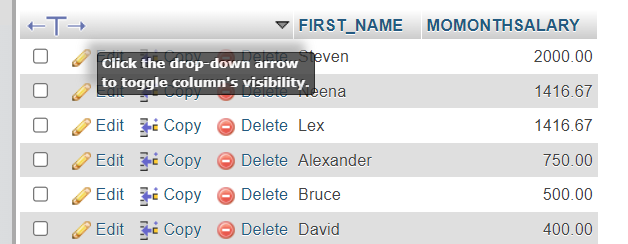 FIRST_NAME MOMONTHSALARY
Click the drop-down arrow
to toggle column's visibility.
Edit Copy Delete Steven 2000.00
Edit Copy Delete Neena 1416.67
Edit Copy Delete Lex 1416.67
Edit Copy Delete Alexander 750.00
Edit Copy Delete Bruce 500.00
Edit Copy Delete David 400.00